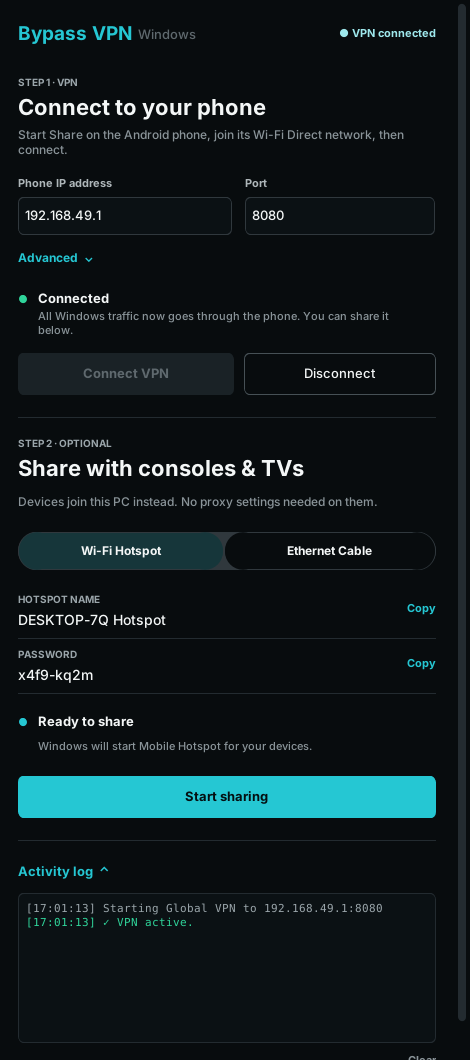 Bypass VPN Windows
VPN connected
STEP 1 · VPN
Connect to your phone
Start Share on the Android phone, join its Wi-Fi Direct network, then
connect.
Phone IP address
Port
192.168.49.1
8080
Advanced
Connected
All Windows traffic now goes through the phone. You can share it
below.
Connect VPN
Disconnect
STEP 2 · OPTIONAL
Share with consoles & TVs
Devices join this PC instead. No proxy settings needed on them.
Wi-Fi Hotspot
Ethernet Cable
HOTSPOT NAME
DESKTOP-7Q Hotspot
Copy
PASSWORD
x4f9-kq2m
Copy
Ready to share
Windows will start Mobile Hotspot for your devices.
Start sharing
Activity log
[17:01:13] Starting Global VPN to 192.168.49.1:8080
[17:01:13] ✓ VPN active.
Clear